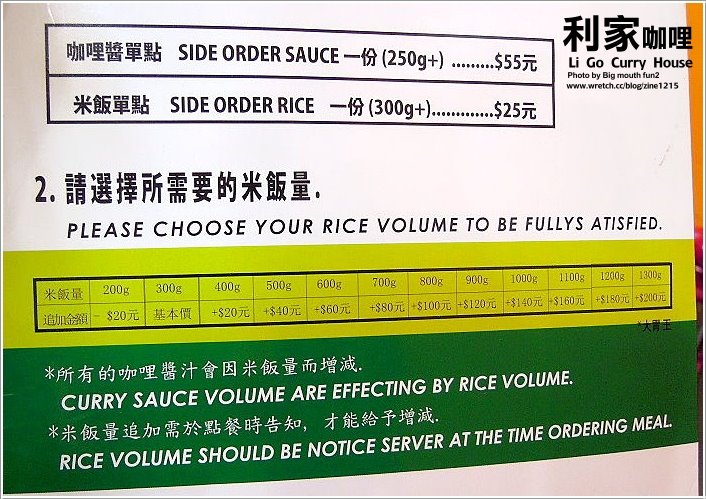 利家咖哩
Li Go Curry House
Photo by Big mouth fun2
www.wretch.cc/blog/zine1215
咖哩醬單點 SIDE ORDER SAUCE 一份 (250g+) .........$55元
米飯單點 SIDE ORDER RICE 一份 (300g+).............$25元
2. 請選擇所需要的米飯量.
PLEASE CHOOSE YOUR RICE VOLUME TO BE FULLYS ATISFIED.
米飯量 200g 300g 400g 500g 600g 700g 800g 900g 1000g 1100g 1200g 1300g
追加金額 - $20元 基本價 +$20元 +$40元 +$60元 +$80元 +$100元 +$120元 +$140元 +$160元 +$180元 +$200元
*大胃王
*所有的咖哩醬汁會因米飯量而增減.
CURRY SAUCE VOLUME ARE EFFECTING BY RICE VOLUME.
*米飯量追加需於點餐時告知, 才能給予增減.
RICE VOLUME SHOULD BE NOTICE SERVER AT THE TIME ORDERING MEAL.